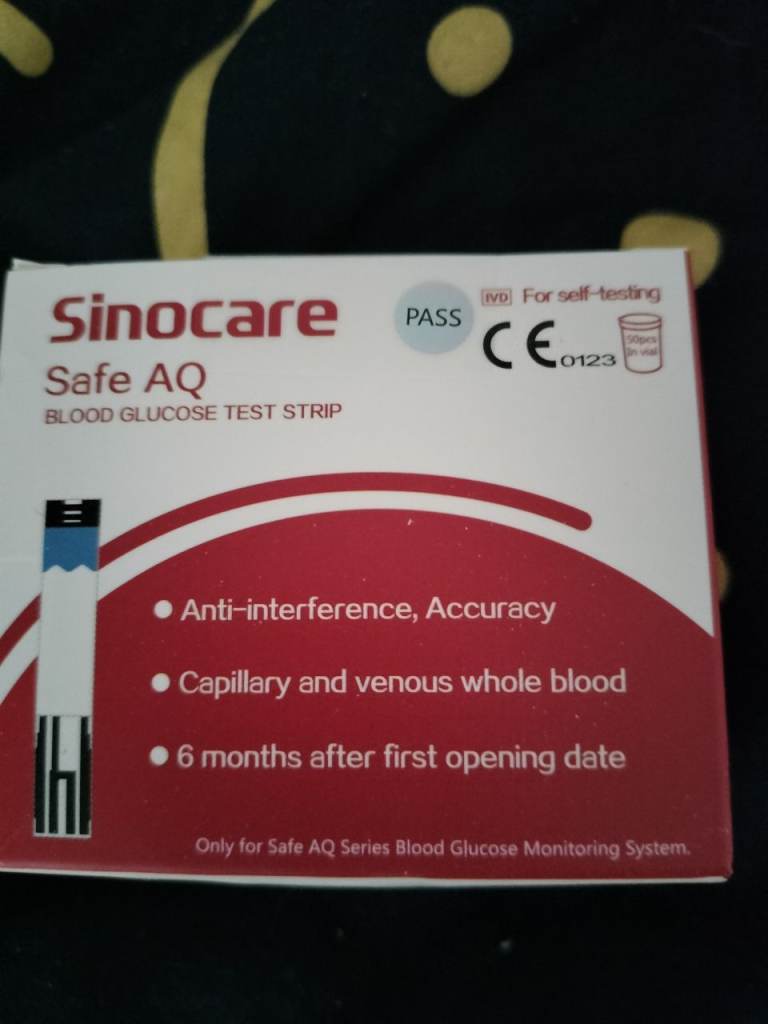 Sinocare
PASS
IVD For self-testing
CE 0123
50pcs
In vial
Safe AQ
BLOOD GLUCOSE TEST STRIP
Anti-interference, Accuracy
Capillary and venous whole blood
6 months after first opening date
Only for Safe AQ Series Blood Glucose Monitoring System.